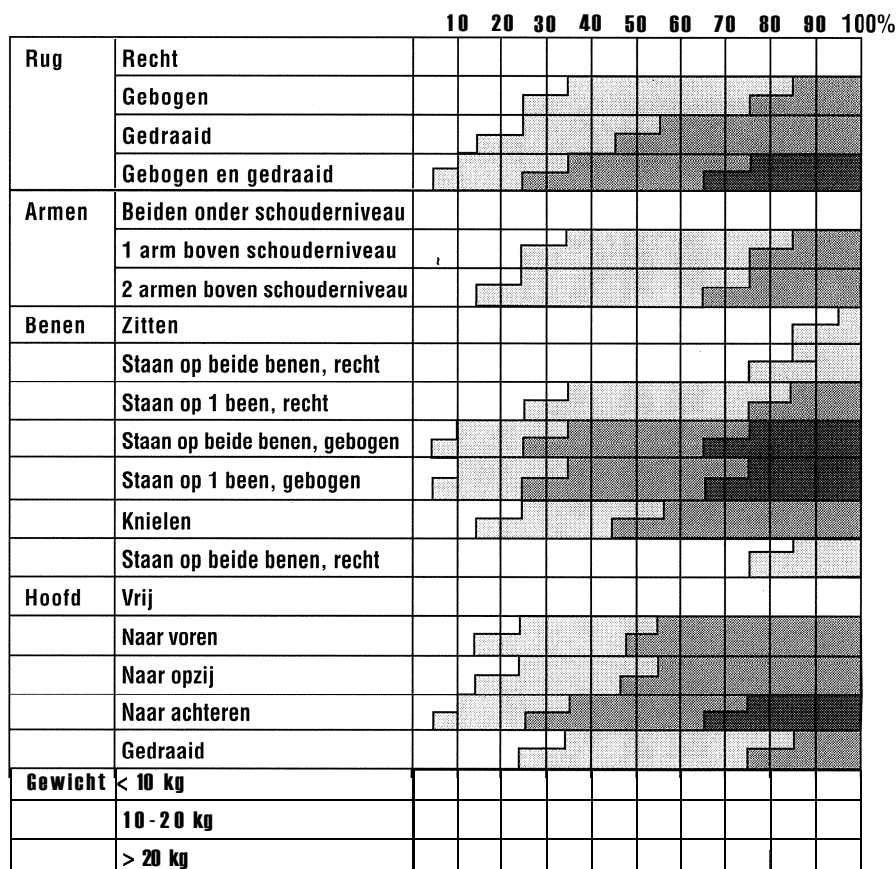 10 20 30 40 50 60 70 80 90 100%
Rug Recht
Gebogen
Gedraaid
Gebogen en gedraaid
Armen Beiden onder schouderniveau
1 arm boven schouderniveau
2 armen boven schouderniveau
Benen Zitten
Staan op beide benen, recht
Staan op 1 been, recht
Staan op beide benen, gebogen
Staan op 1 been, gebogen
Knielen
Staan op beide benen, recht
Hoofd Vrij
Naar voren
Naar opzij
Naar achteren
Gedraaid
Gewicht < 10 kg
10-20 kg
> 20 kg